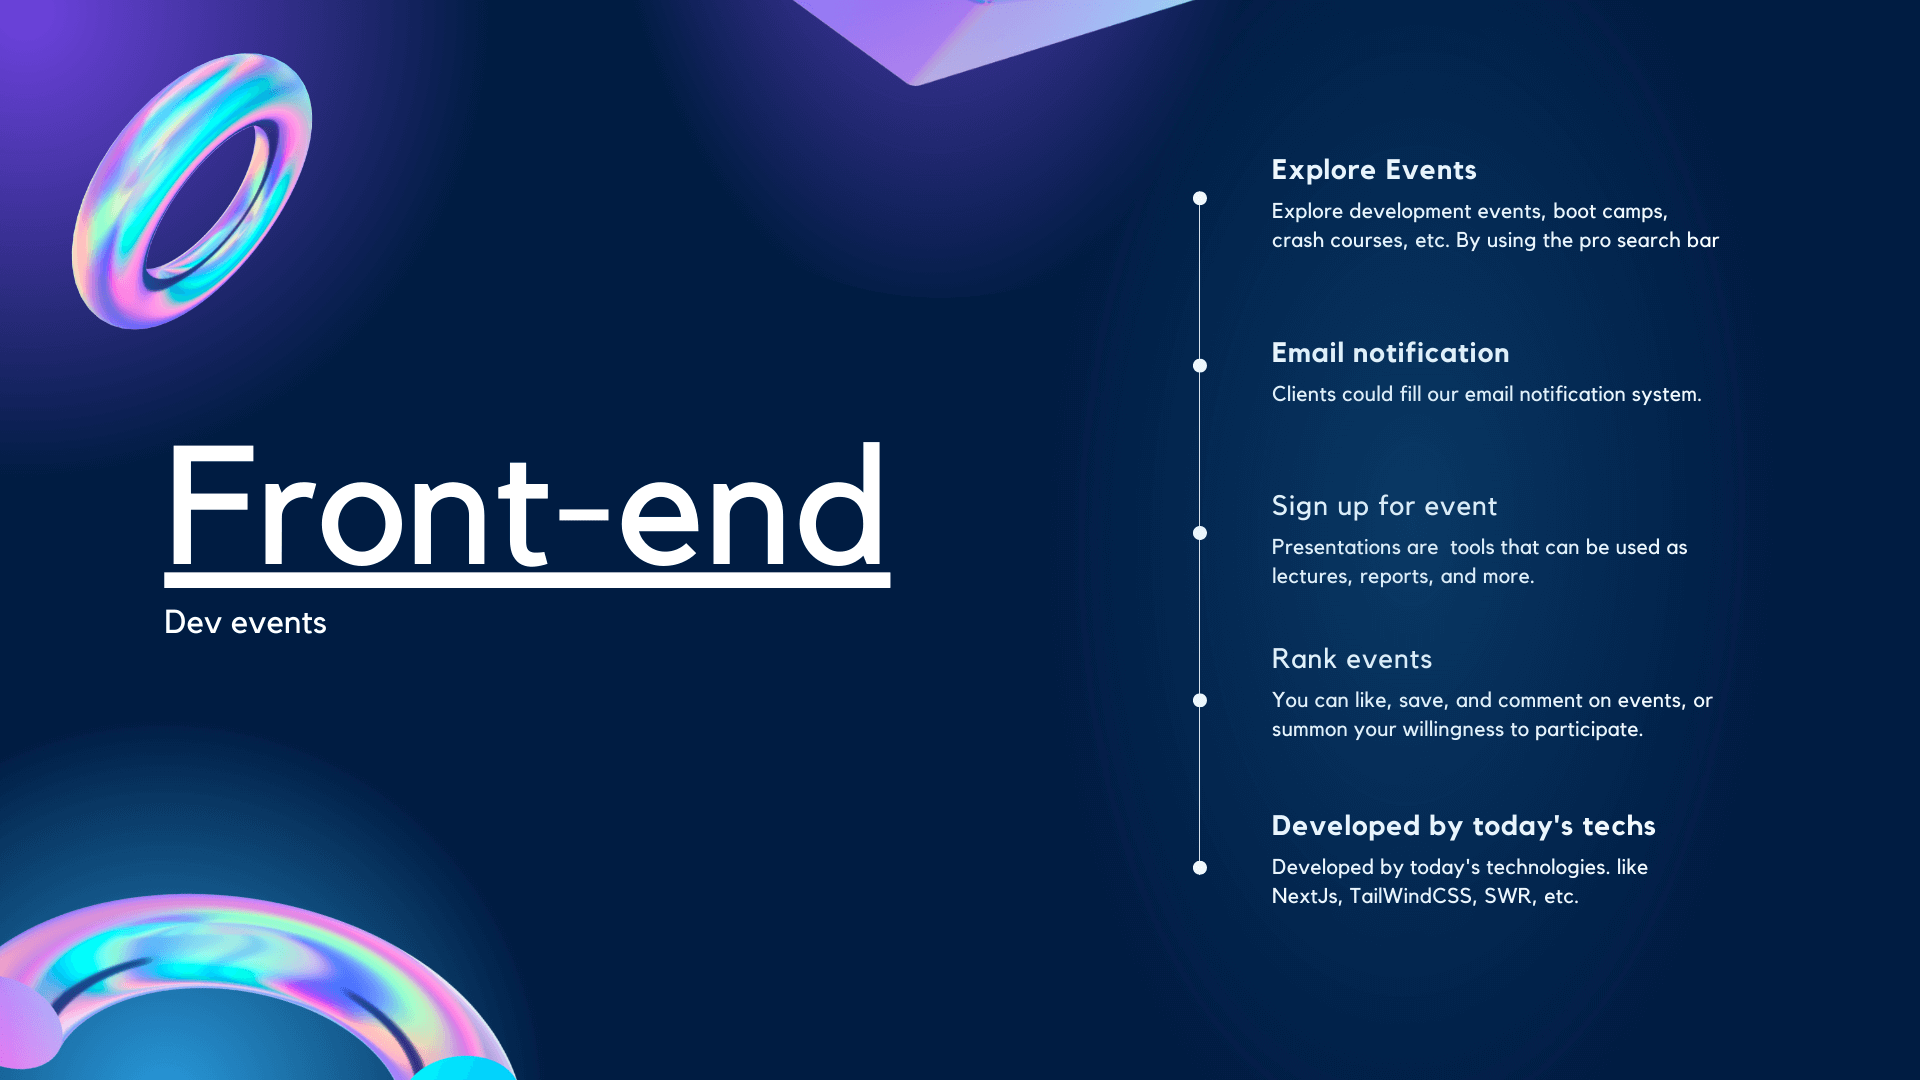 Front-end
Dev events
Explore Events
Explore development events, boot camps,
crash courses, etc. By using the pro search bar
Email notification
Clients could fill our email notification system.
Sign up for event
Presentations are  tools that can be used as
lectures, reports, and more.
Rank events
You can like, save, and comment on events, or
summon your willingness to participate.
Developed by today's techs
Developed by today's technologies. like
NextJs, TailWindCSS, SWR, etc.